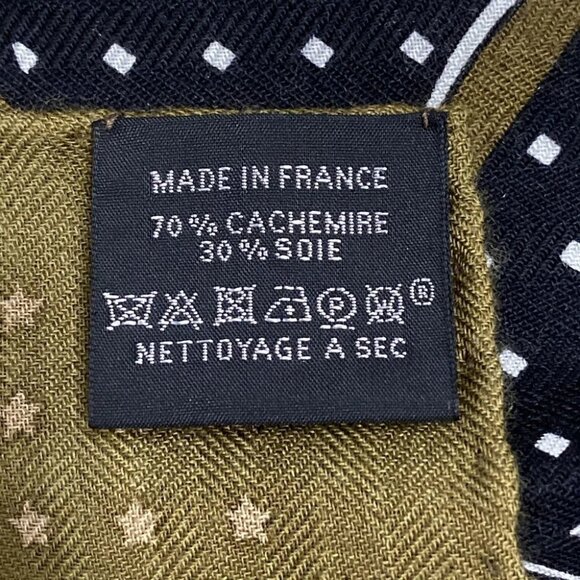 MADE IN FRANCE
70% CACHEMIRE
30% SOIE
P W ®
NETTOYAGE A SEC